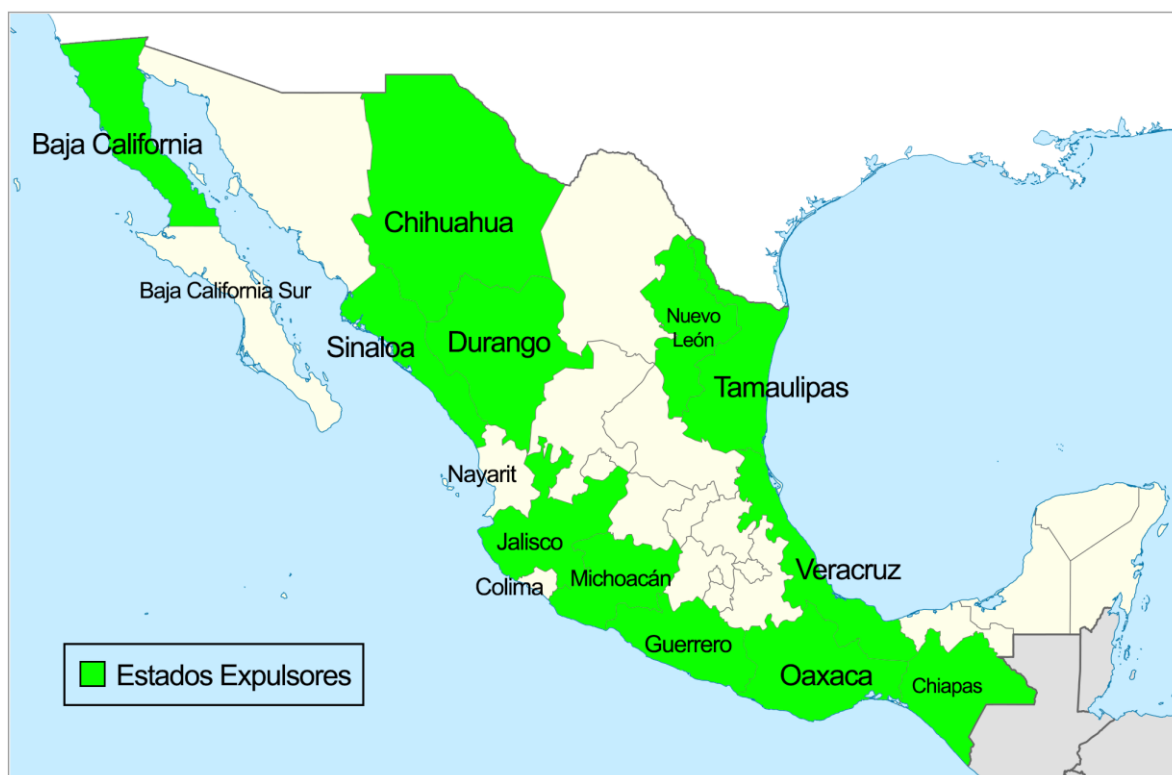 Baja California
Chihuahua
Baja California Sur
Nuevo
León
Sinaloa
Durango
Tamaulipas
Nayarit
Jalisco
Colima
Michoacán
Veracruz
Guerrero
Oaxaca
Chiapas
Estados Expulsores